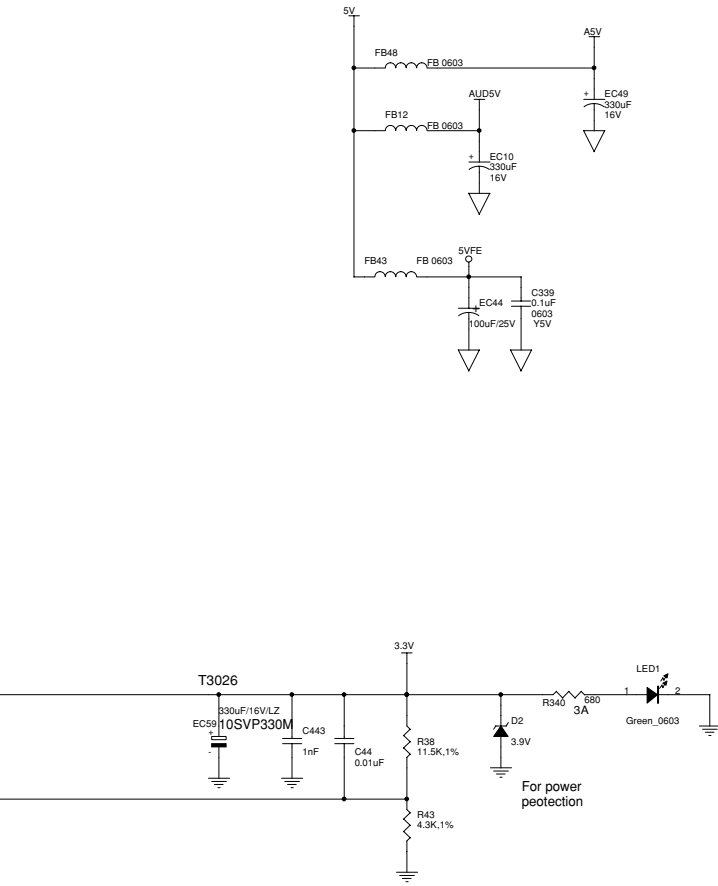 5V
A5V
FB48
FB 0603
EC49
330uF
16V
+
AUD5V
FB12
FB 0603
+
EC10
330uF
16V
5VFE
FB43
FB 0603
+
EC44
100uF/25V
C339
0.1uF
0603
Y5V
3.3V
T3026
LED1
330uF/16V/LZ
EC59
10SVP330M
+
-
C443
1nF
C44
0.01uF
R38
11.5K,1%
D2
3.9V
R340
680
3A
1
2
Green_0603
For power
peotection
R43
4.3K,1%